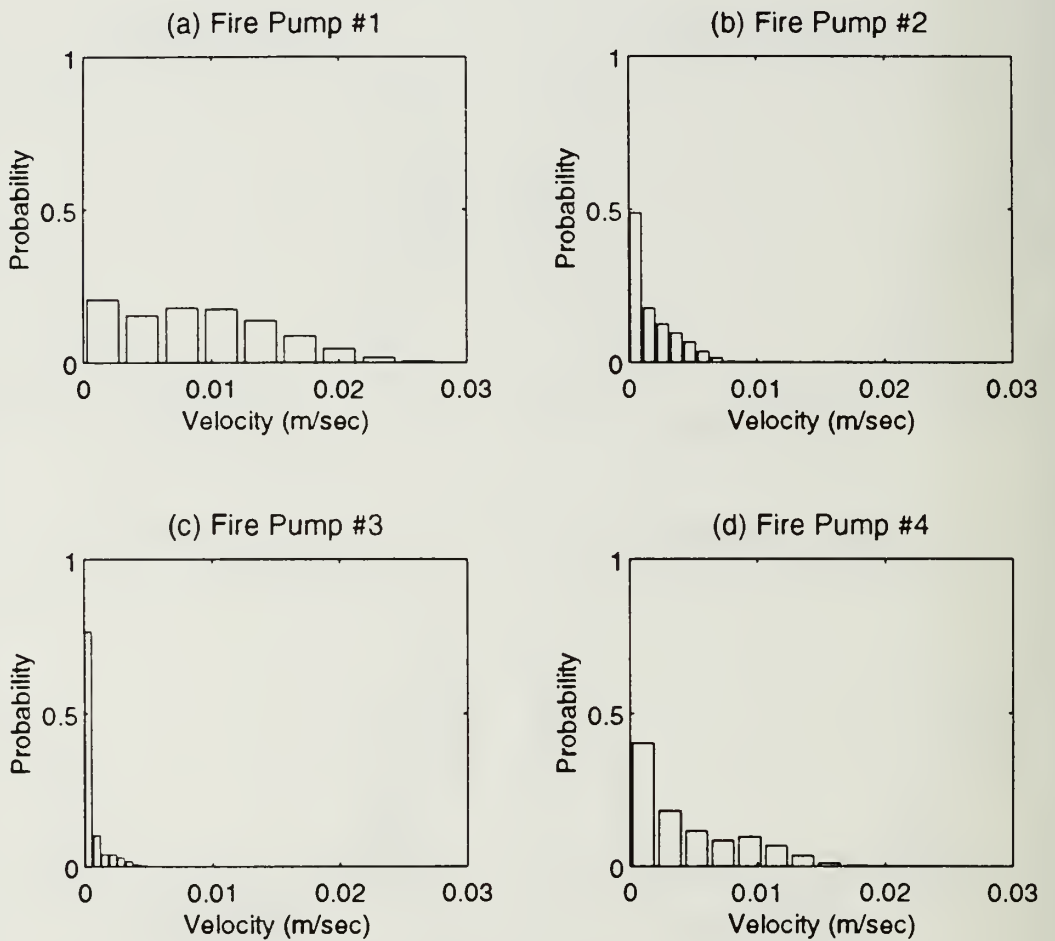 (a) Fire Pump #1
1
0.5
0
Probability
0 0.01 0.02 0.03
Velocity (m/sec)
(b) Fire Pump #2
1
0.5
0
Probability
0 0.01 0.02 0.03
Velocity (m/sec)
(c) Fire Pump #3
1
0.5
0
Probability
0 0.01 0.02 0.03
Velocity (m/sec)
(d) Fire Pump #4
1
0.5
0
Probability
0 0.01 0.02 0.03
Velocity (m/sec)